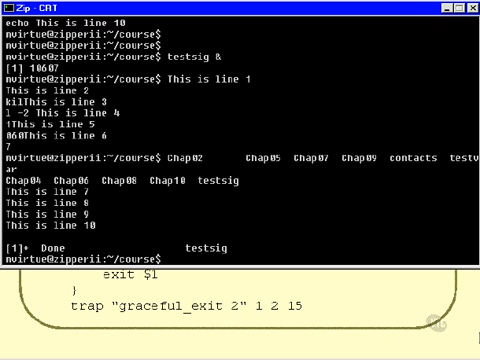 Zip - CRT
echo This is line 10
nvirtue@zipperii:~/course$
nvirtue@zipperii:~/course$
nvirtue@zipperii:~/course$ testsig &
[1] 10607
nvirtue@zipperii:~/course$ This is line 1
This is line 2
kilThis is line 3
l -2 This is line 4
1This is line 5
060This is line 6
7
nvirtue@zipperii:~/course$ Chap02 Chap05 Chap07 Chap09 contacts testv
ar
Chap04 Chap06 Chap08 Chap10 testsig
This is line 7
This is line 8
This is line 9
This is line 10
[1]+ Done testsig
nvirtue@zipperii:~/course$
exit $1
}
trap "graceful_exit 2" 1 2 15